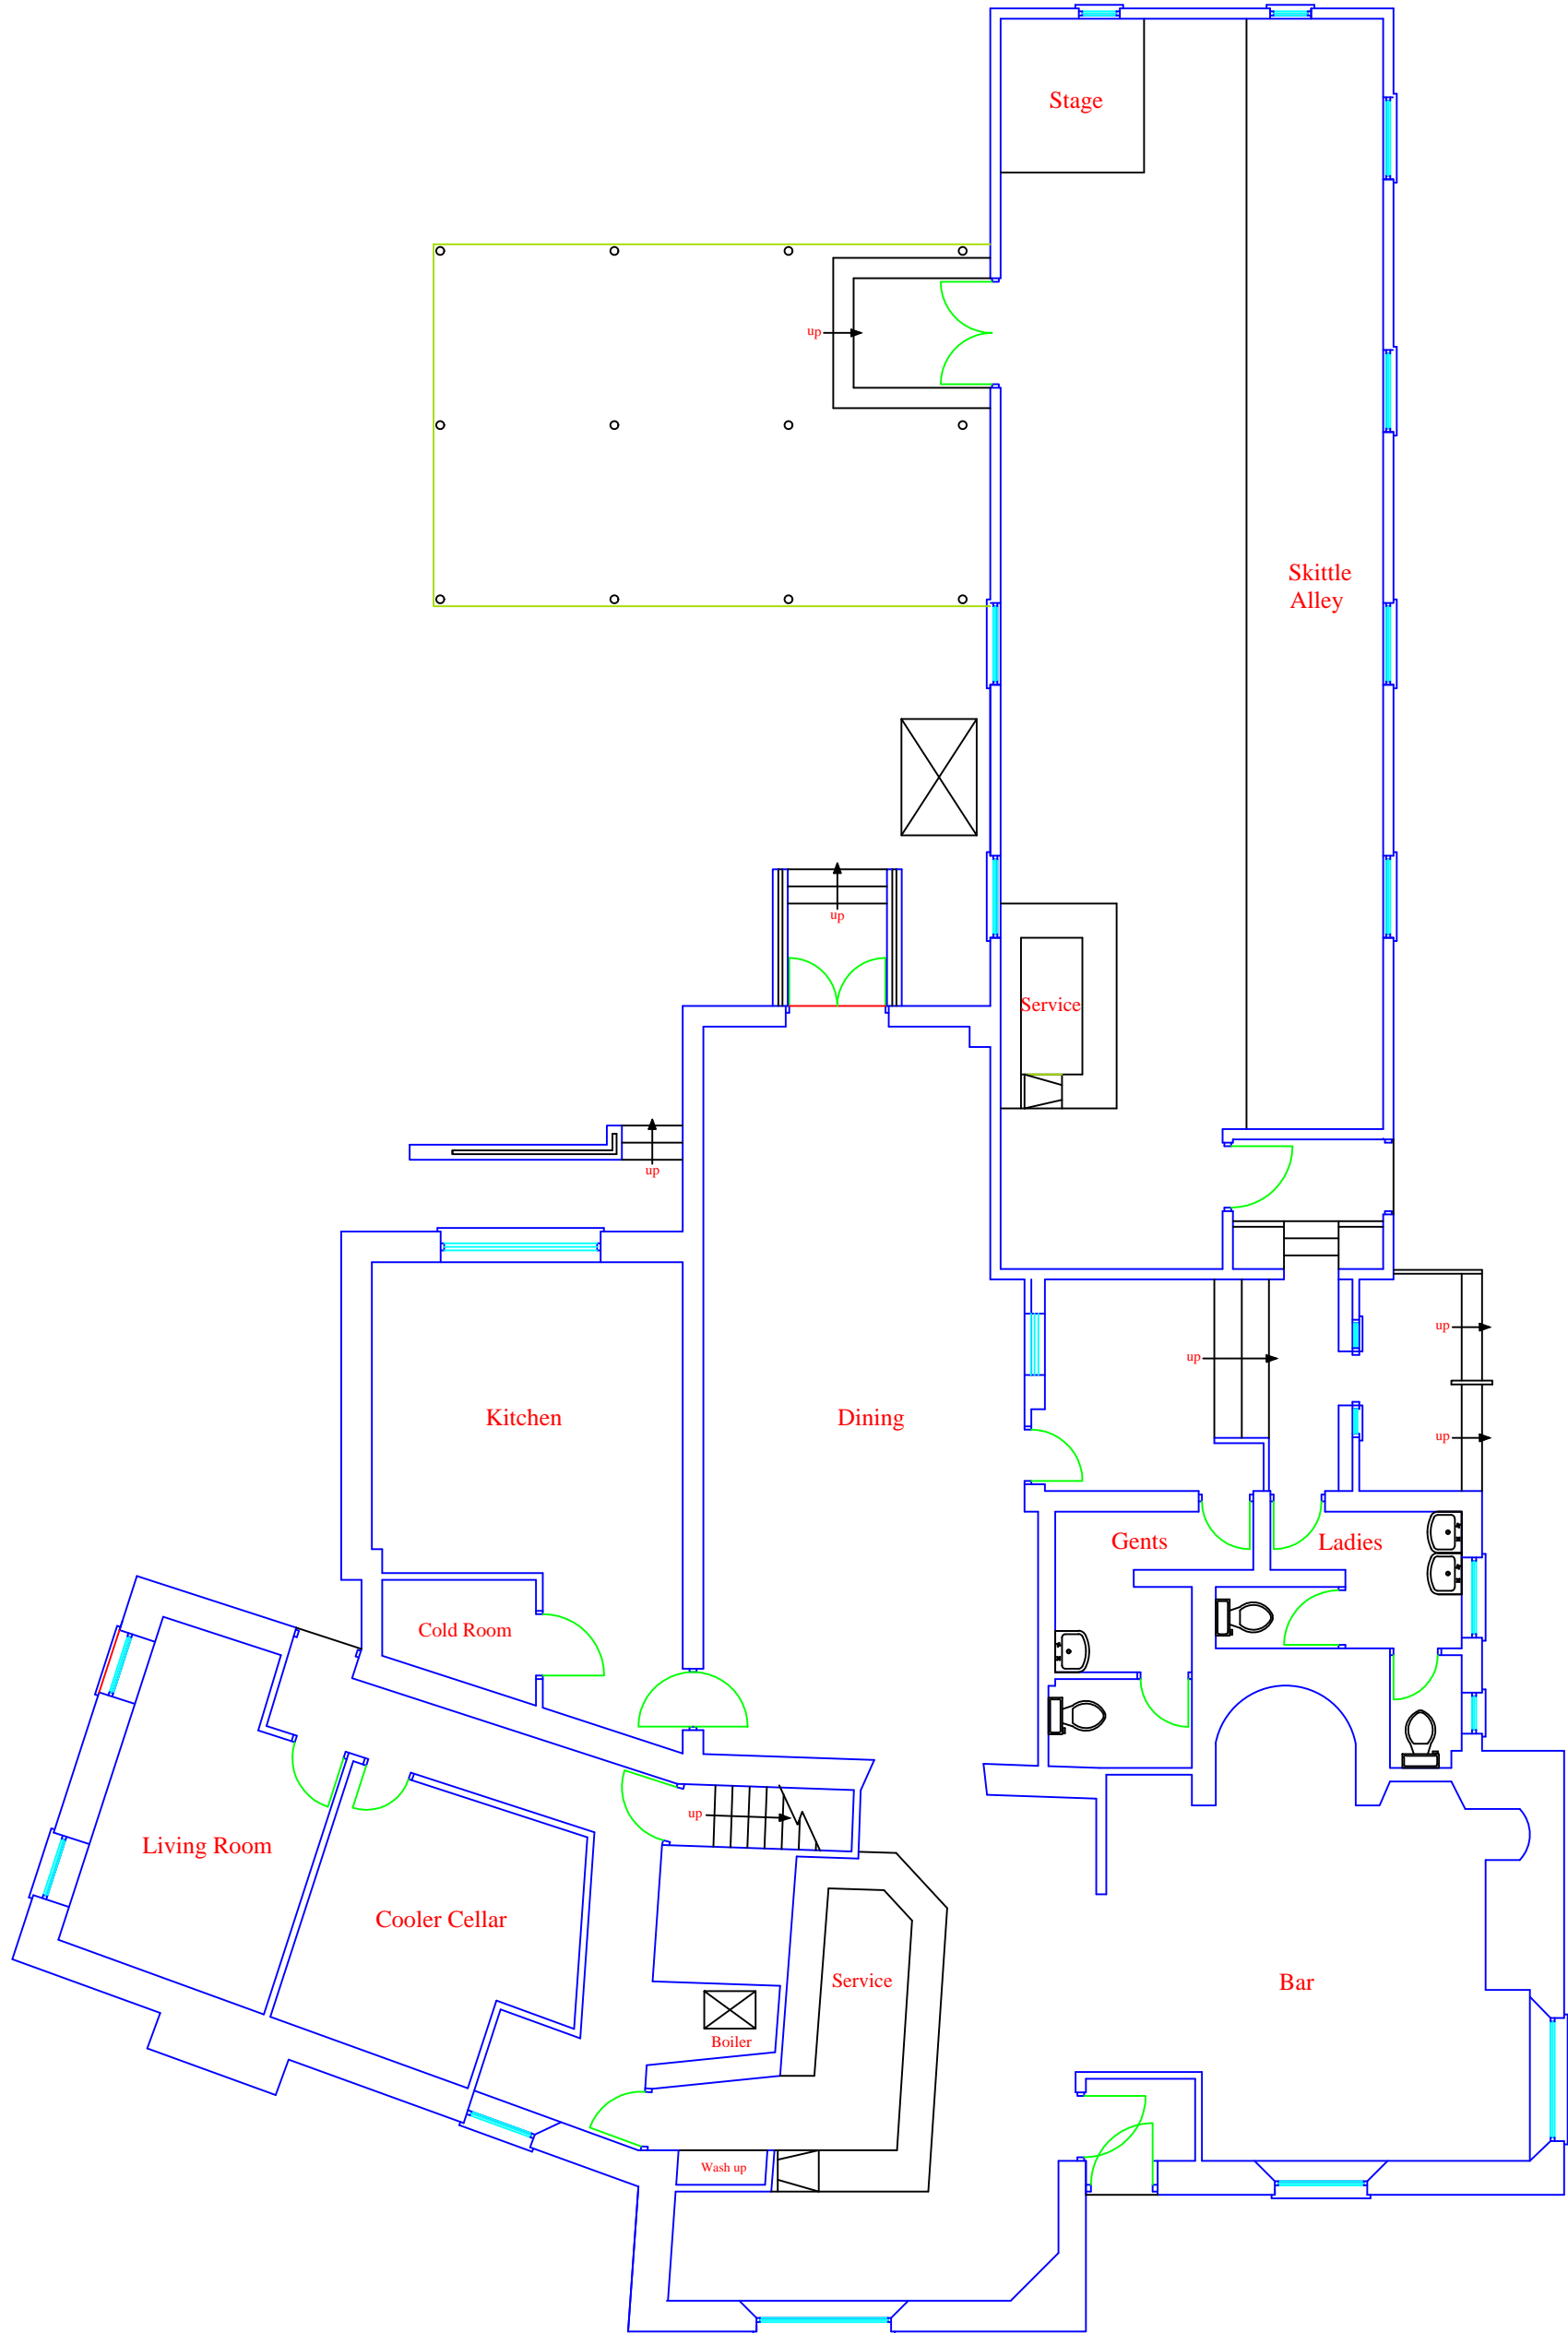 Stage
up
Skittle
Alley
up
Service
up
up
up
Kitchen
Dining
up
Gents
Ladies
Cold Room
up
Living Room
Cooler Cellar
Service
Bar
Boiler
Wash up